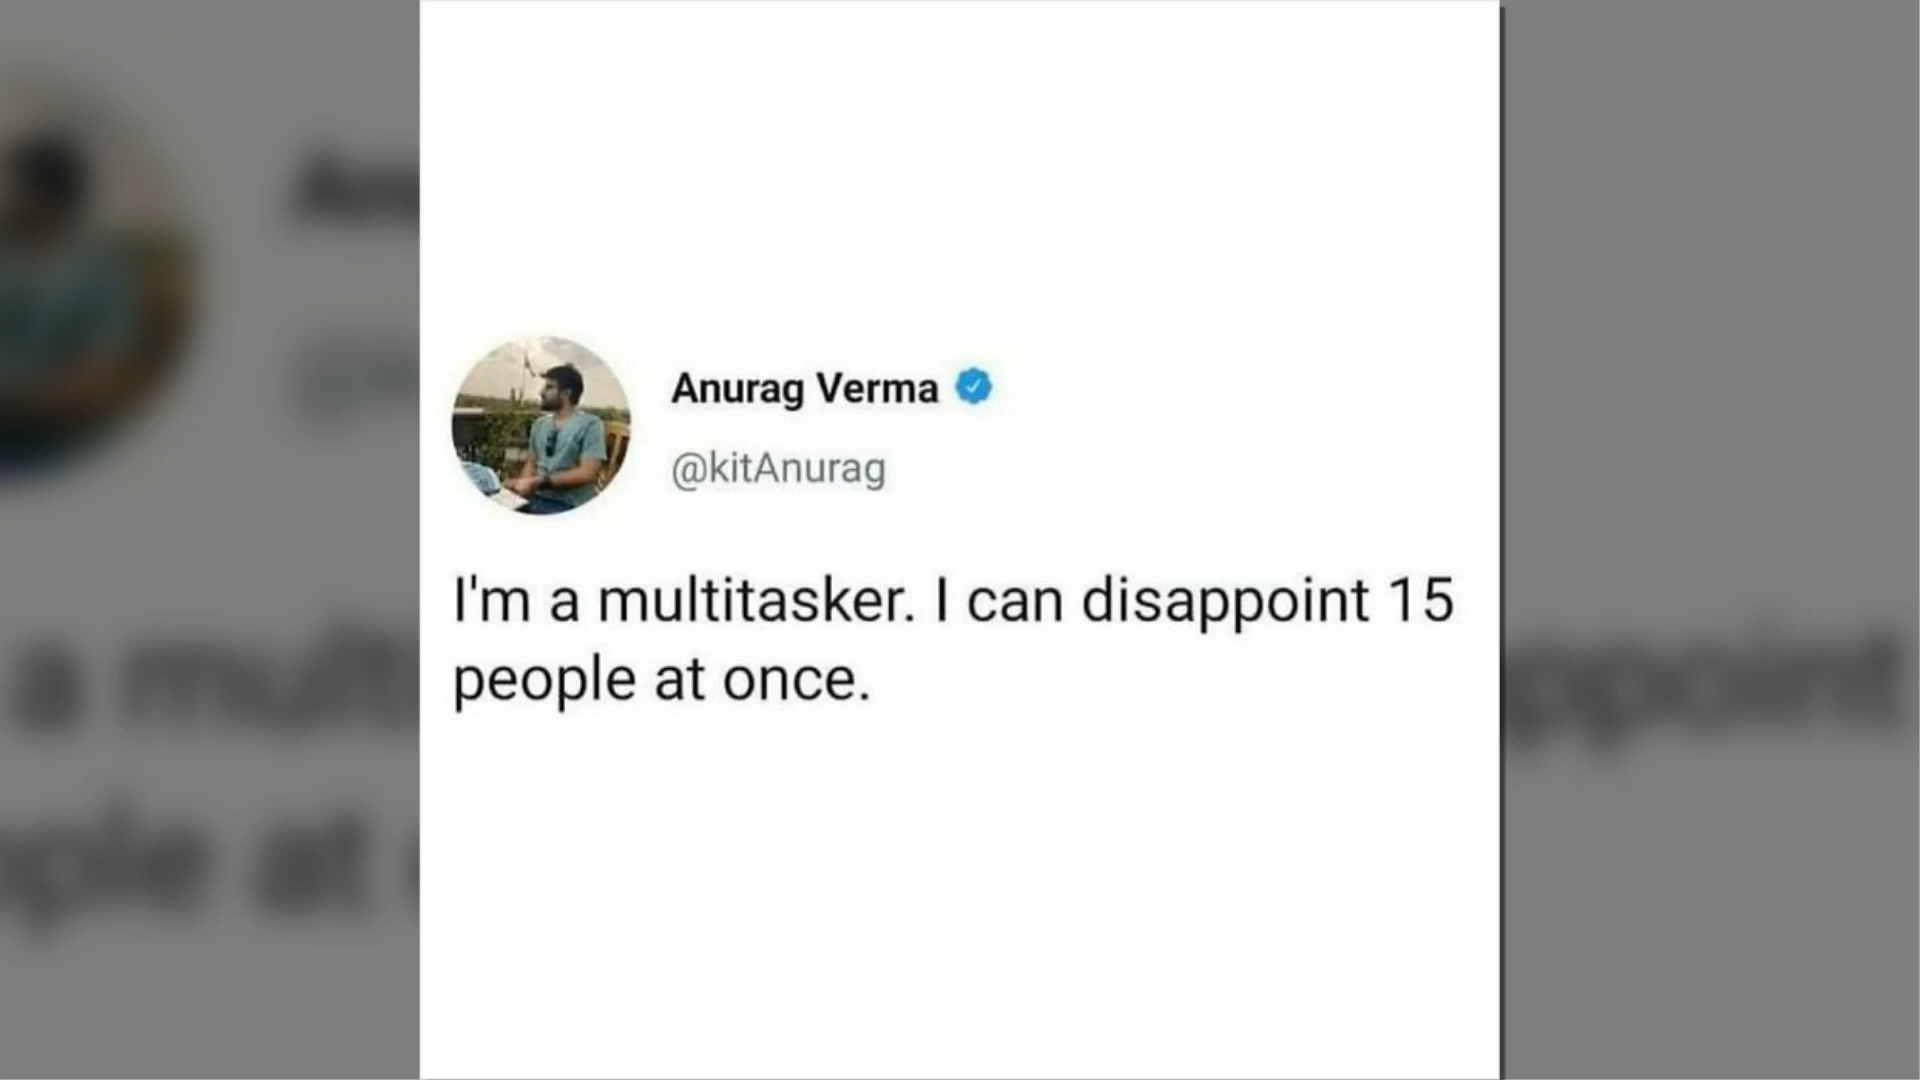 Anurag Verma
@kitAnurag
I'm a multitasker. I can disappoint 15
people at once.